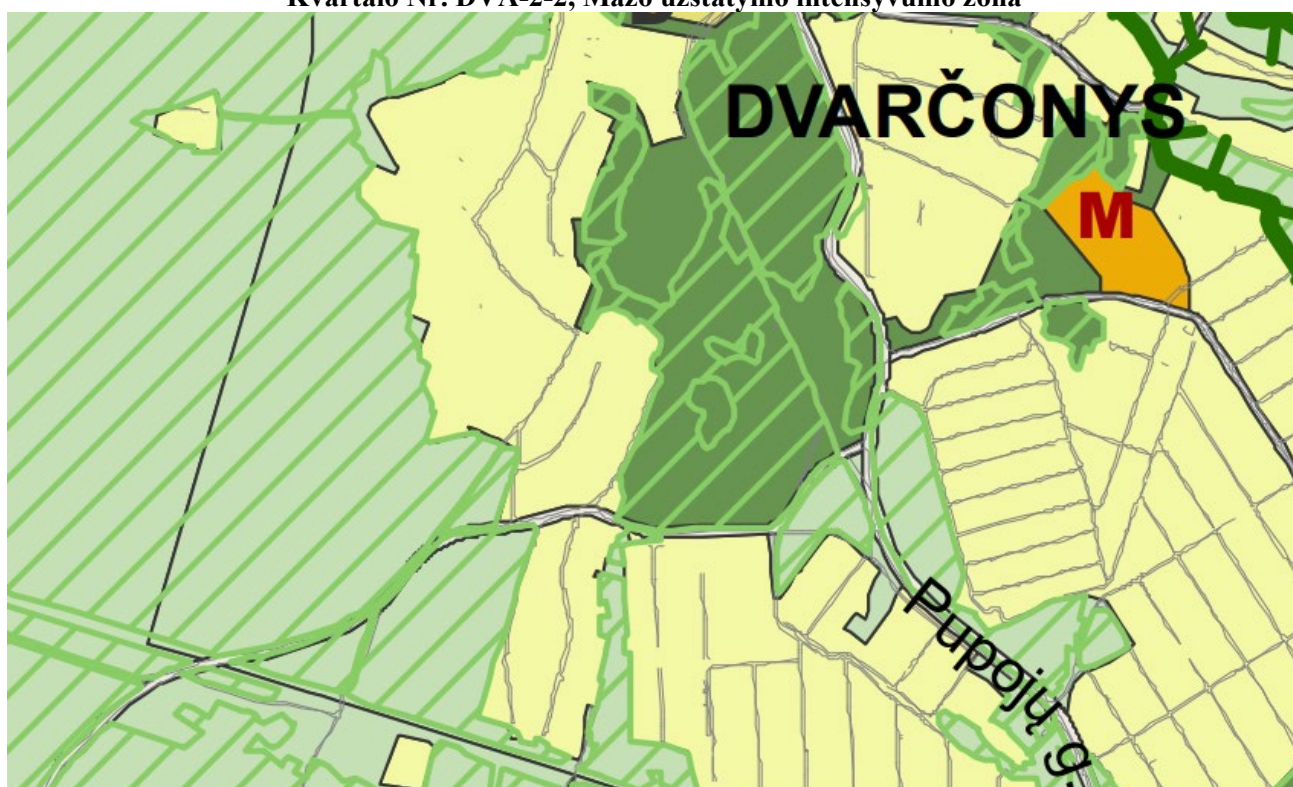 Kvartalo Nr. DVA-2-2, Mažo užstatymo intensyvumo zona
DVARČONYS
M
Pupojų g.